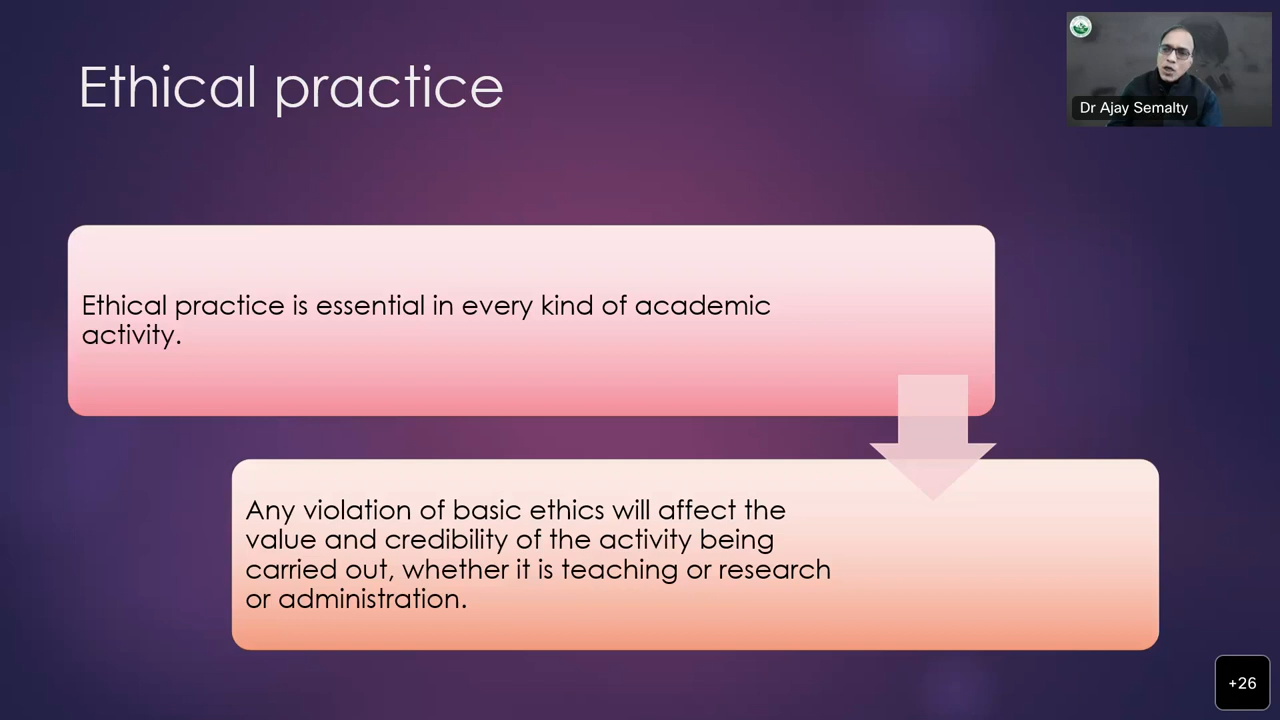 Ethical practice
Dr Ajay Semalty
Ethical practice is essential in every kind of academic
activity.
Any violation of basic ethics will affect the
value and credibility of the activity being
carried out, whether it is teaching or research
or administration.
+26